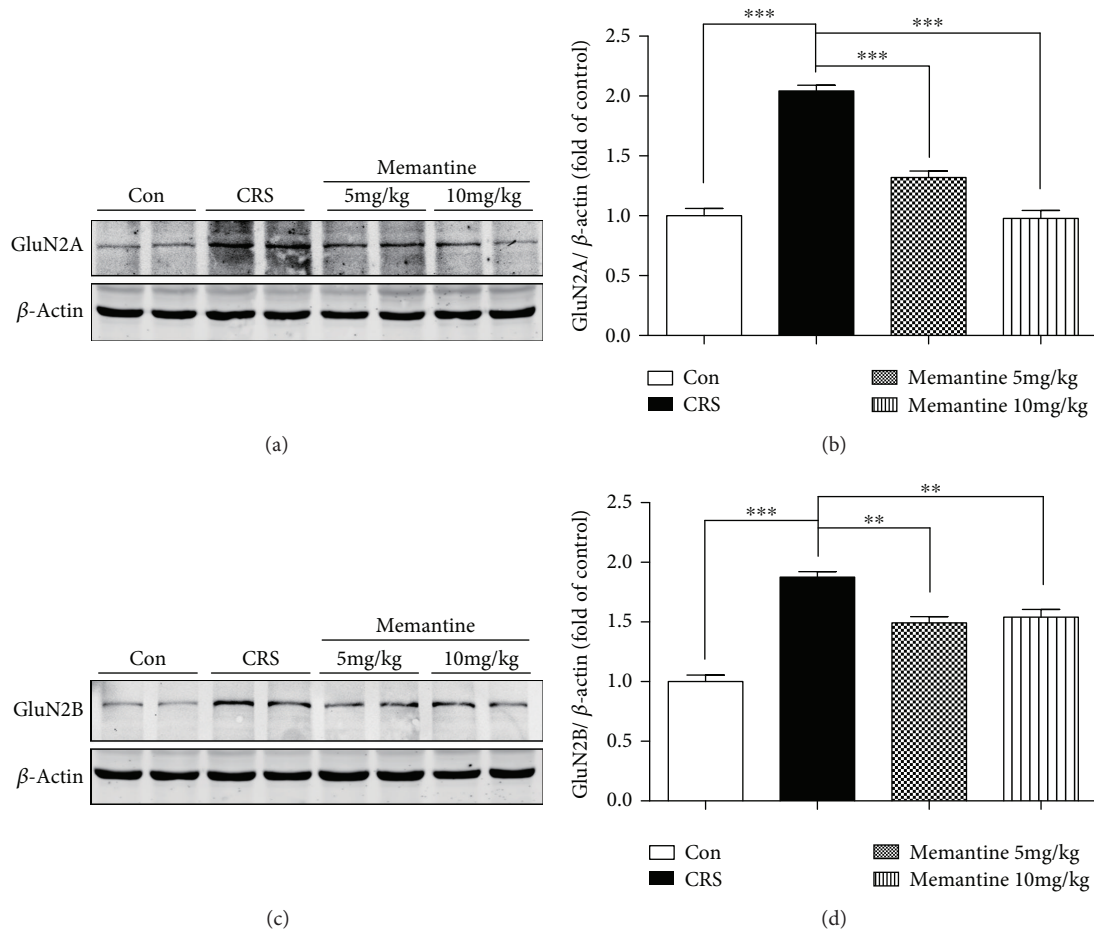 Memantine
Con CRS 5mg/kg 10mg/kg
GluN2A
β-Actin
(a)
GluN2A/ β-actin (fold of control)
2.5
2.0
1.5
1.0
0.5
0.0
***
***
***
Con
CRS
Memantine 5mg/kg
Memantine 10mg/kg
(b)
Memantine
Con CRS 5mg/kg 10mg/kg
GluN2B
β-Actin
(c)
GluN2B/ β-actin (fold of control)
2.5
2.0
1.5
1.0
0.5
0.0
**
***
**
Con
CRS
Memantine 5mg/kg
Memantine 10mg/kg
(d)